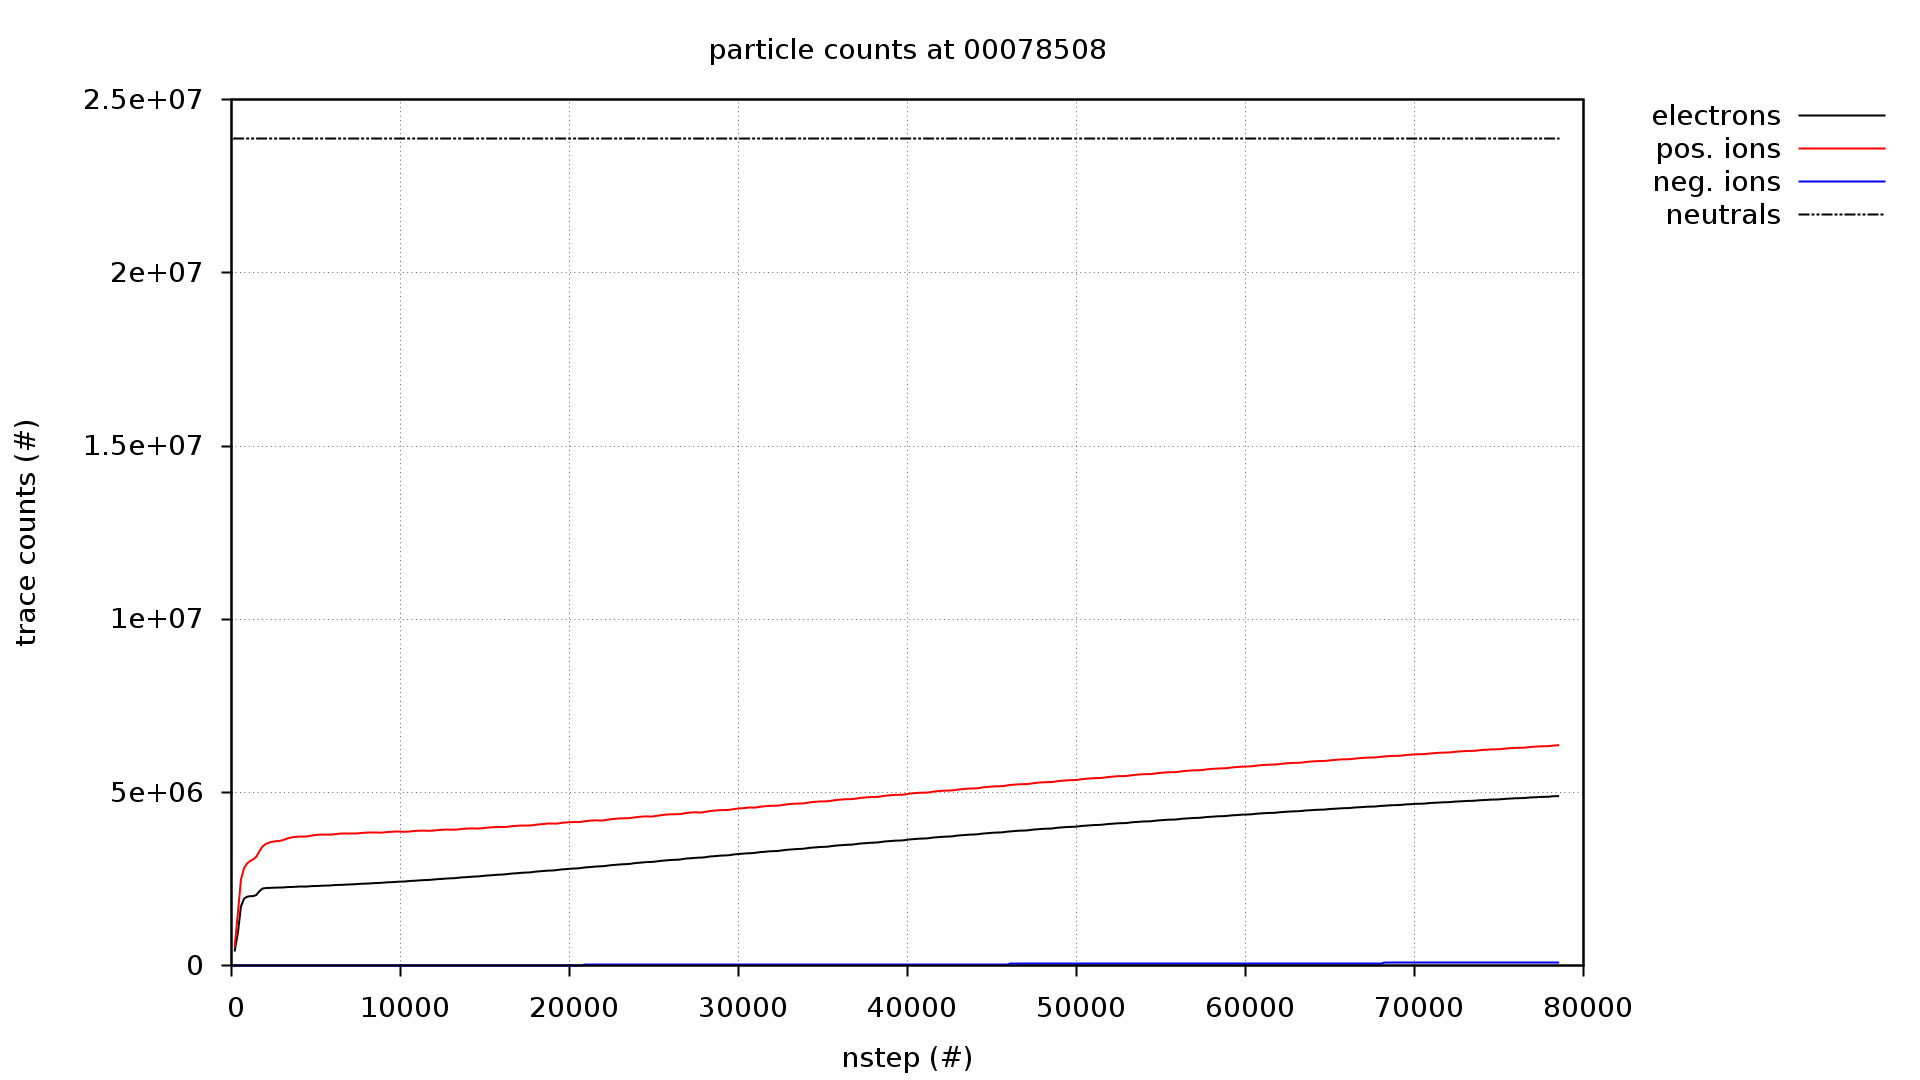 particle counts at 00078508
2.5e+07
2e+07
1.5e+07
1e+07
5e+06
0
trace counts (#)
0 10000 20000 30000 40000 50000 60000 70000 80000
nstep (#)
electrons
pos. ions
neg. ions
neutrals